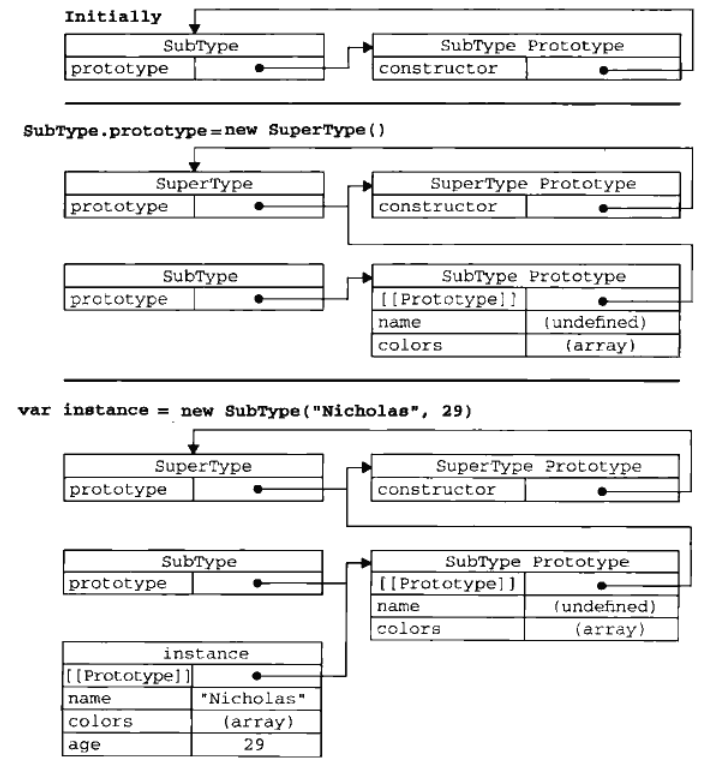 Initially
SubType
prototype
SubType Prototype
constructor
SubType.prototype=new SuperType()
SuperType
prototype
SuperType Prototype
constructor
SubType
prototype
SubType Prototype
[[Prototype]]
name (undefined)
colors (array)
var instance = new SubType("Nicholas", 29)
SuperType
prototype
SuperType Prototype
constructor
SubType
prototype
SubType Prototype
[[Prototype]]
name (undefined)
colors (array)
instance
[[Prototype]]
name "Nicholas"
colors (array)
age 29